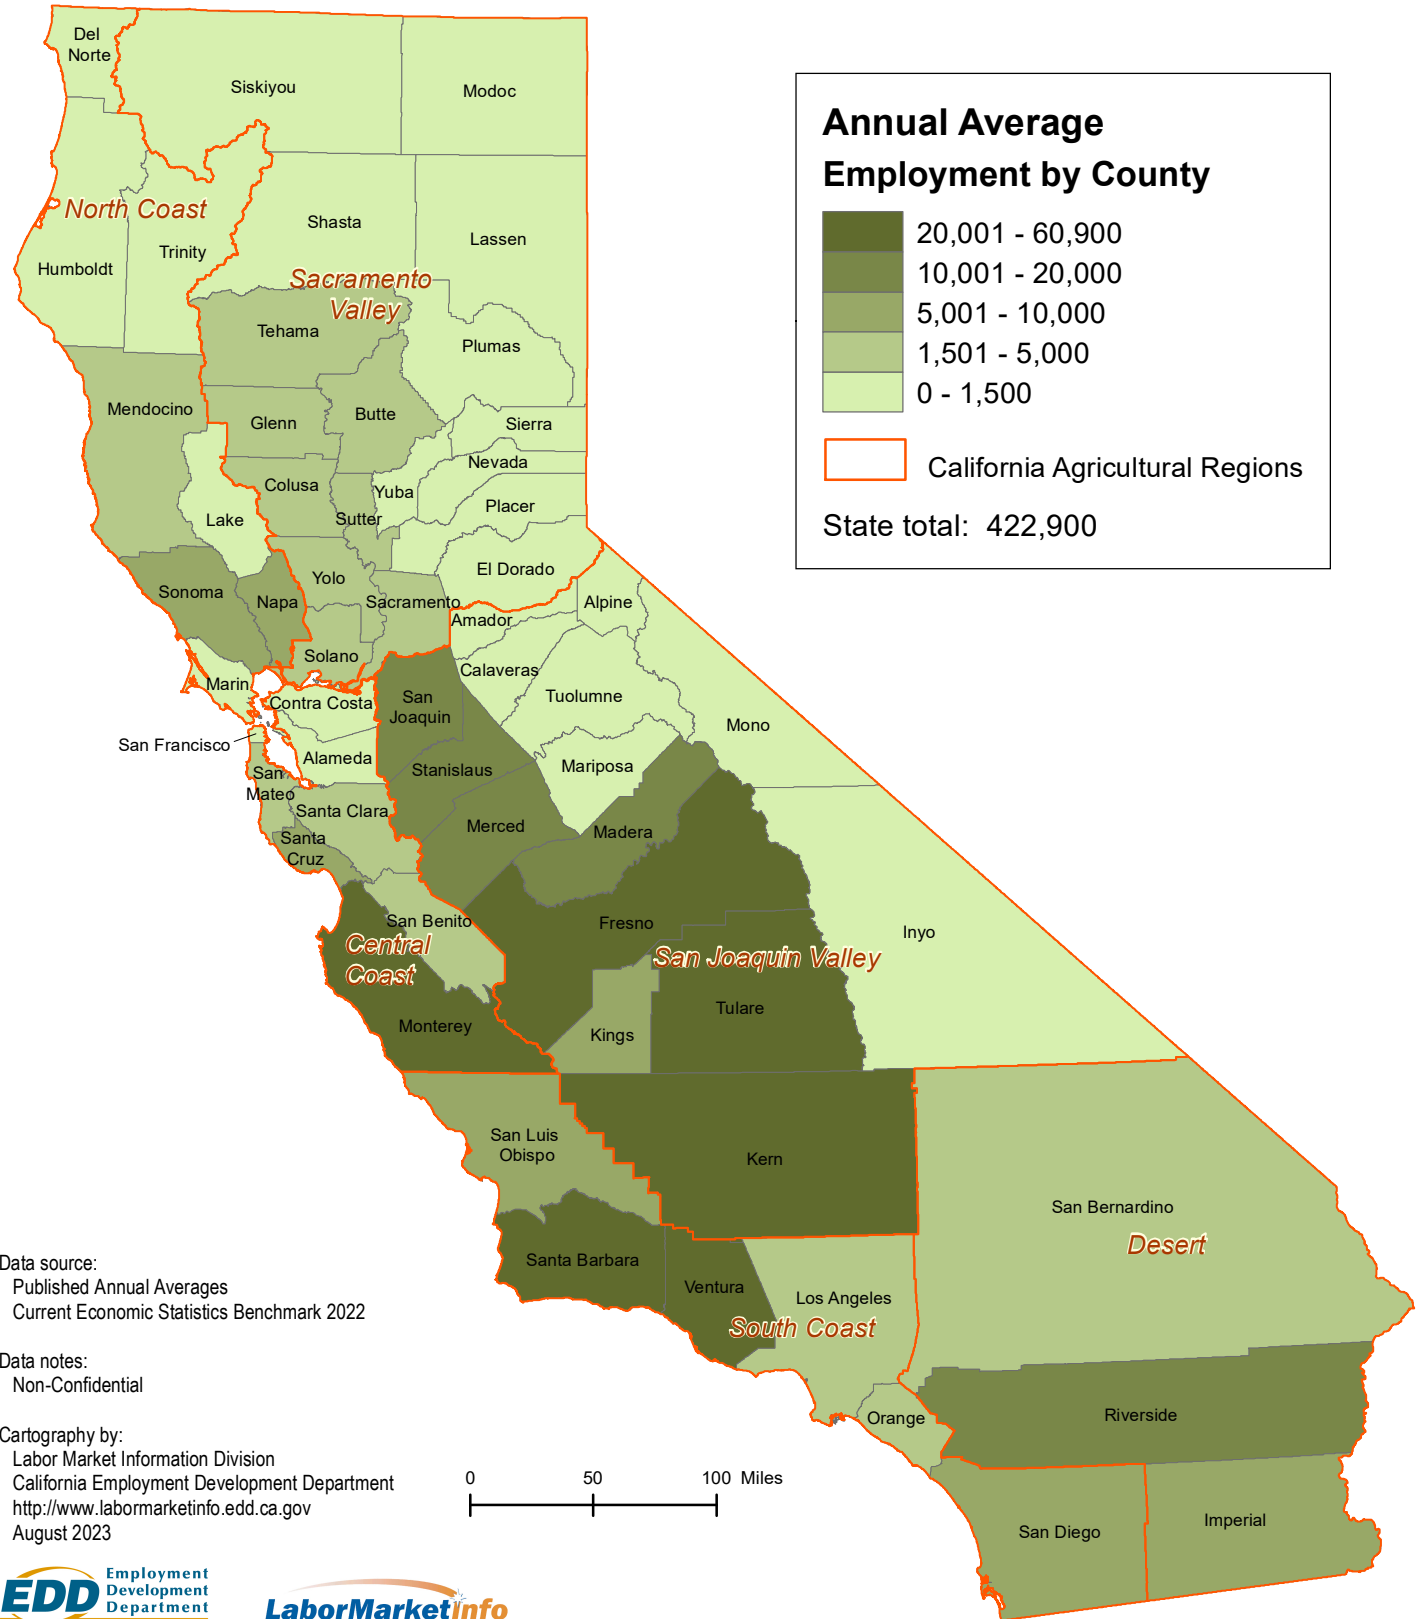 Del
Norte
Siskiyou
Modoc
Annual Average
Employment by County
20,001 - 60,900
10,001 - 20,000
5,001 - 10,000
1,501 - 5,000
0 - 1,500
California Agricultural Regions
State total: 422,900
North Coast
Humboldt
Trinity
Shasta
Lassen
Sacramento
Valley
Tehama
Plumas
Mendocino
Glenn
Butte
Sierra
Nevada
Colusa
Yuba
Placer
Sutter
Lake
El Dorado
Yolo
Sonoma
Napa
Sacramento
Alpine
Amador
Solano
Calaveras
Marin
Contra Costa
San
Joaquin
Tuolumne
Mono
San Francisco
Alameda
Stanislaus
Mariposa
San
Mateo
Santa Clara
Merced
Madera
Santa
Cruz
San Benito
Fresno
Inyo
Central
Coast
San Joaquin Valley
Tulare
Monterey
Kings
San Luis
Obispo
Kern
San Bernardino
Desert
Santa Barbara
Ventura
Los Angeles
South Coast
Orange
Riverside
San Diego
Imperial
Data source:
Published Annual Averages
Current Economic Statistics Benchmark 2022
Data notes:
Non-Confidential
Cartography by:
Labor Market Information Division
California Employment Development Department
http://www.labormarketinfo.edd.ca.gov
August 2023
0 50 100 Miles
EDD Employment
Development
Department
LaborMarketinfo